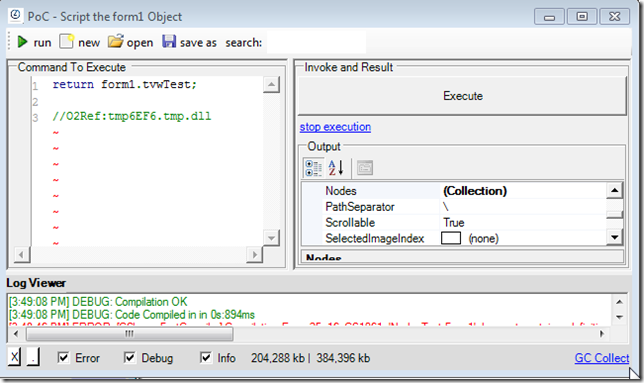 PoC - Script the form1 Object
run new open save as search:
Command To Execute
1 return form1.tvwTest;
2
3 //O2Ref:tmp6EF6.tmp.dll
~
~
~
~
~
~
~
~
Invoke and Result
Execute
stop execution
Output
Nodes (Collection)
PathSeparator \
Scrollable True
SelectedImageIndex (none)
Nodes
Log Viewer
[3:49:08 PM] DEBUG: Compilation OK
[3:49:08 PM] DEBUG: Code Compiled in in 0s:894ms
X . Error Debug Info 204,288 kb | 384,396 kb GC Collect